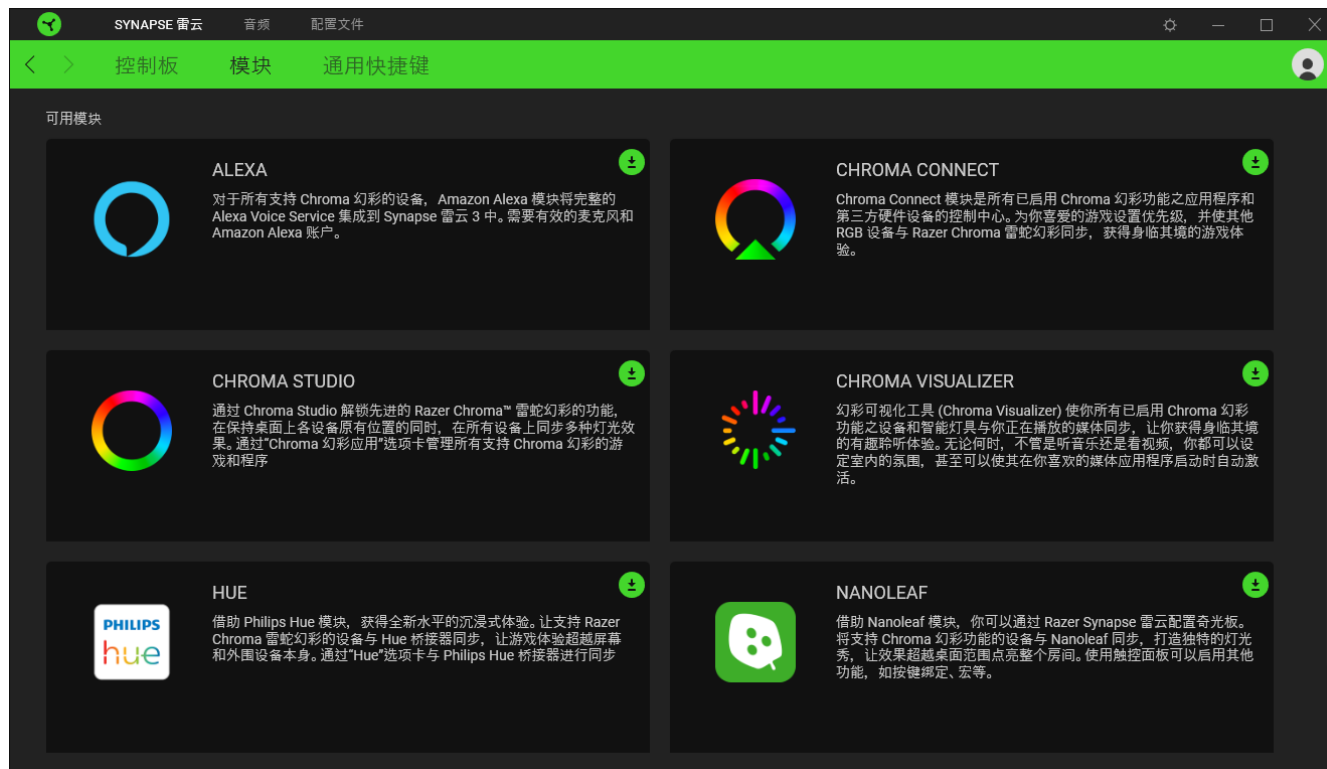 SYNAPSE 雷云 音频 配置文件
控制板 模块 通用快捷键
可用模块
ALEXA
对于所有支持 Chroma 幻彩的设备，Amazon Alexa 模块将完整的
Alexa Voice Service 集成到 Synapse 雷云 3 中。需要有效的麦克风和
Amazon Alexa 账户。
CHROMA CONNECT
Chroma Connect 模块是所有已启用 Chroma 幻彩功能之应用程序和
第三方硬件设备的控制中心。为你喜爱的游戏设置优先级，并使其他
RGB 设备与 Razer Chroma 雷蛇幻彩同步，获得身临其境的游戏体
验。
CHROMA STUDIO
通过 Chroma Studio 解锁先进的 Razer Chroma™ 雷蛇幻彩的功能，
在保持桌面上各设备原有位置的同时，在所有设备上同步多种灯光效
果。通过“Chroma 幻彩应用”选项卡管理所有支持 Chroma 幻彩的游
戏和程序
CHROMA VISUALIZER
幻彩可视化工具 (Chroma Visualizer) 使你所有已启用 Chroma 幻彩
功能之设备和智能灯具与你正在播放的媒体同步，让你获得身临其境
的有趣聆听体验。无论何时，不管是听音乐还是看视频，你都可以设
定室内的氛围，甚至可以使其在你喜欢的媒体应用程序启动时自动激
活。
PHILIPS
hue
HUE
借助 Philips Hue 模块，获得全新水平的沉浸式体验。让支持 Razer
Chroma 雷蛇幻彩的设备与 Hue 桥接器同步，让游戏体验超越屏幕
和外围设备本身。通过“Hue”选项卡与 Philips Hue 桥接器进行同步
NANOLEAF
借助 Nanoleaf 模块，你可以通过 Razer Synapse 雷云配置奇光板。
将支持 Chroma 幻彩功能的设备与 Nanoleaf 同步，打造独特的灯光
秀，让效果超越桌面范围点亮整个房间。使用触控面板可以启用其他
功能，如按键绑定、宏等。